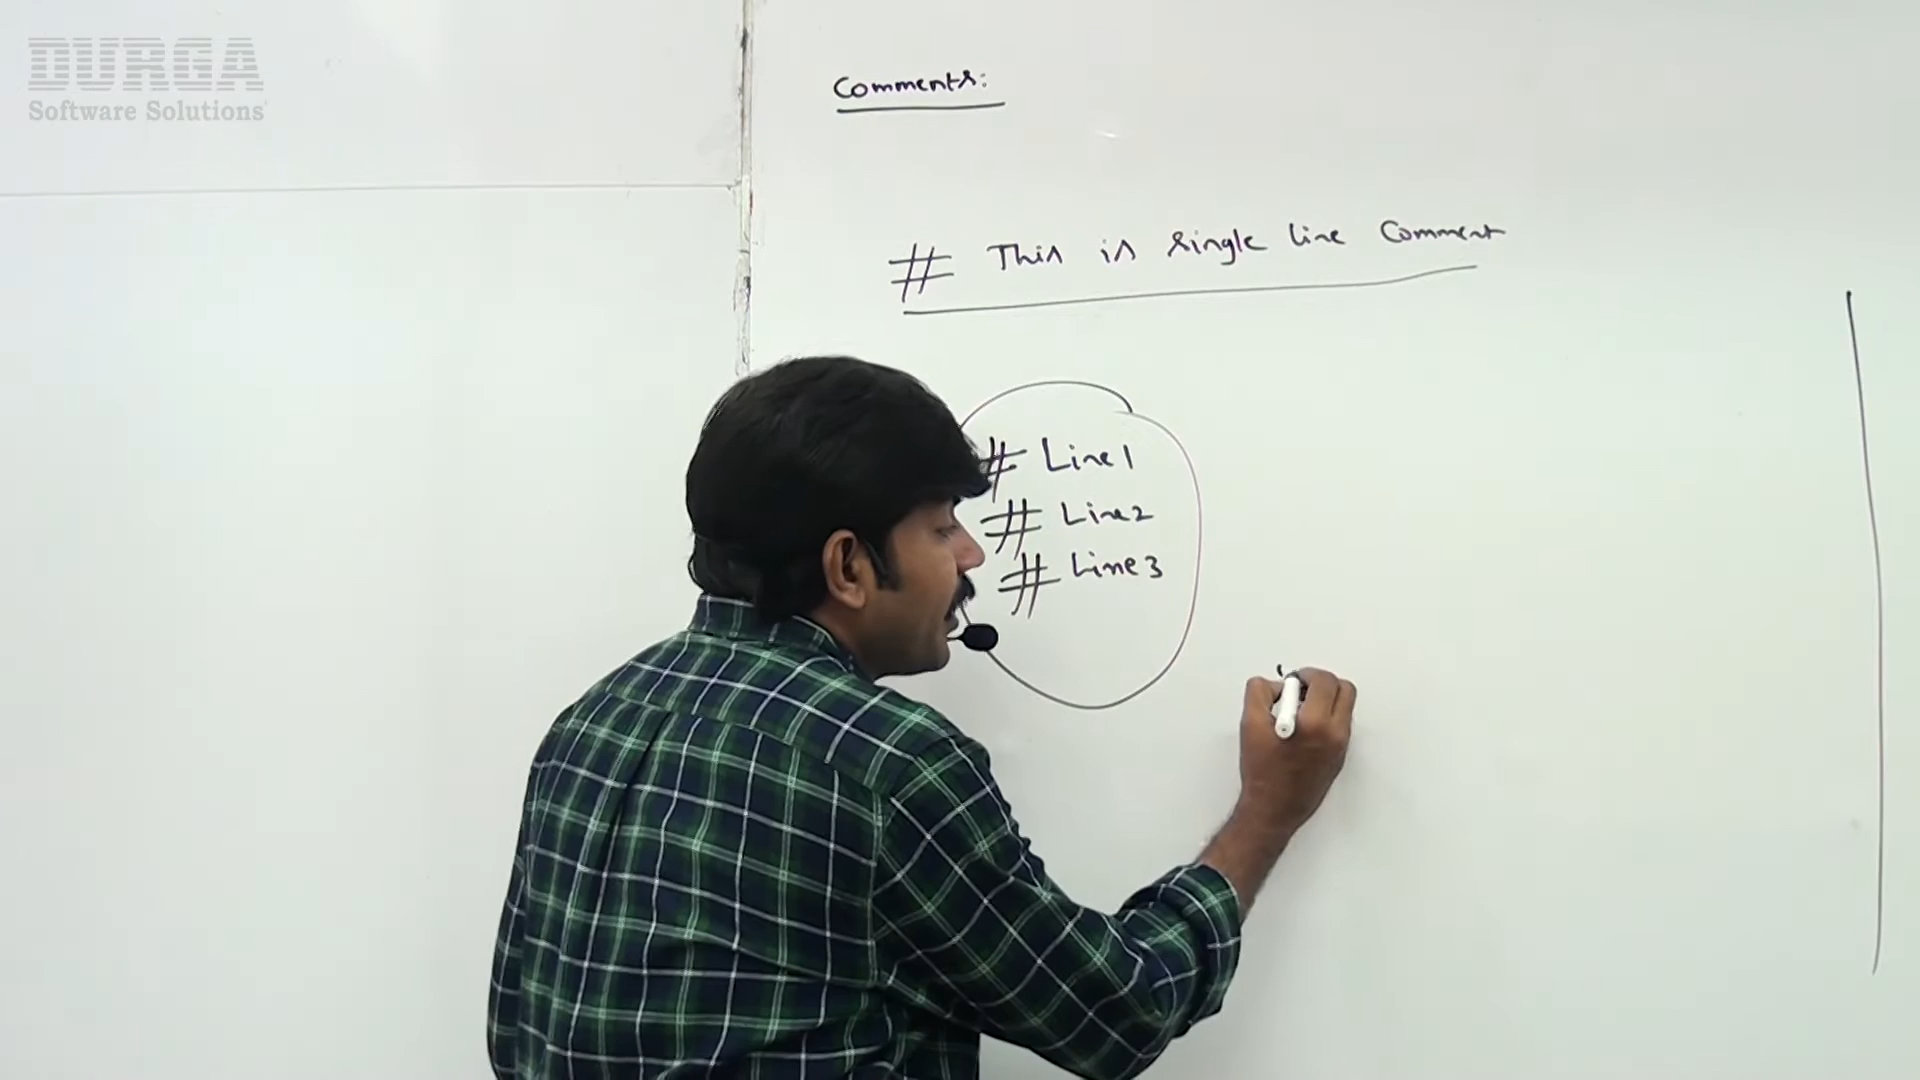 DURGA
Software Solutions
Comments:
# This is single line Comment
# Line1
# Line2
# Line3